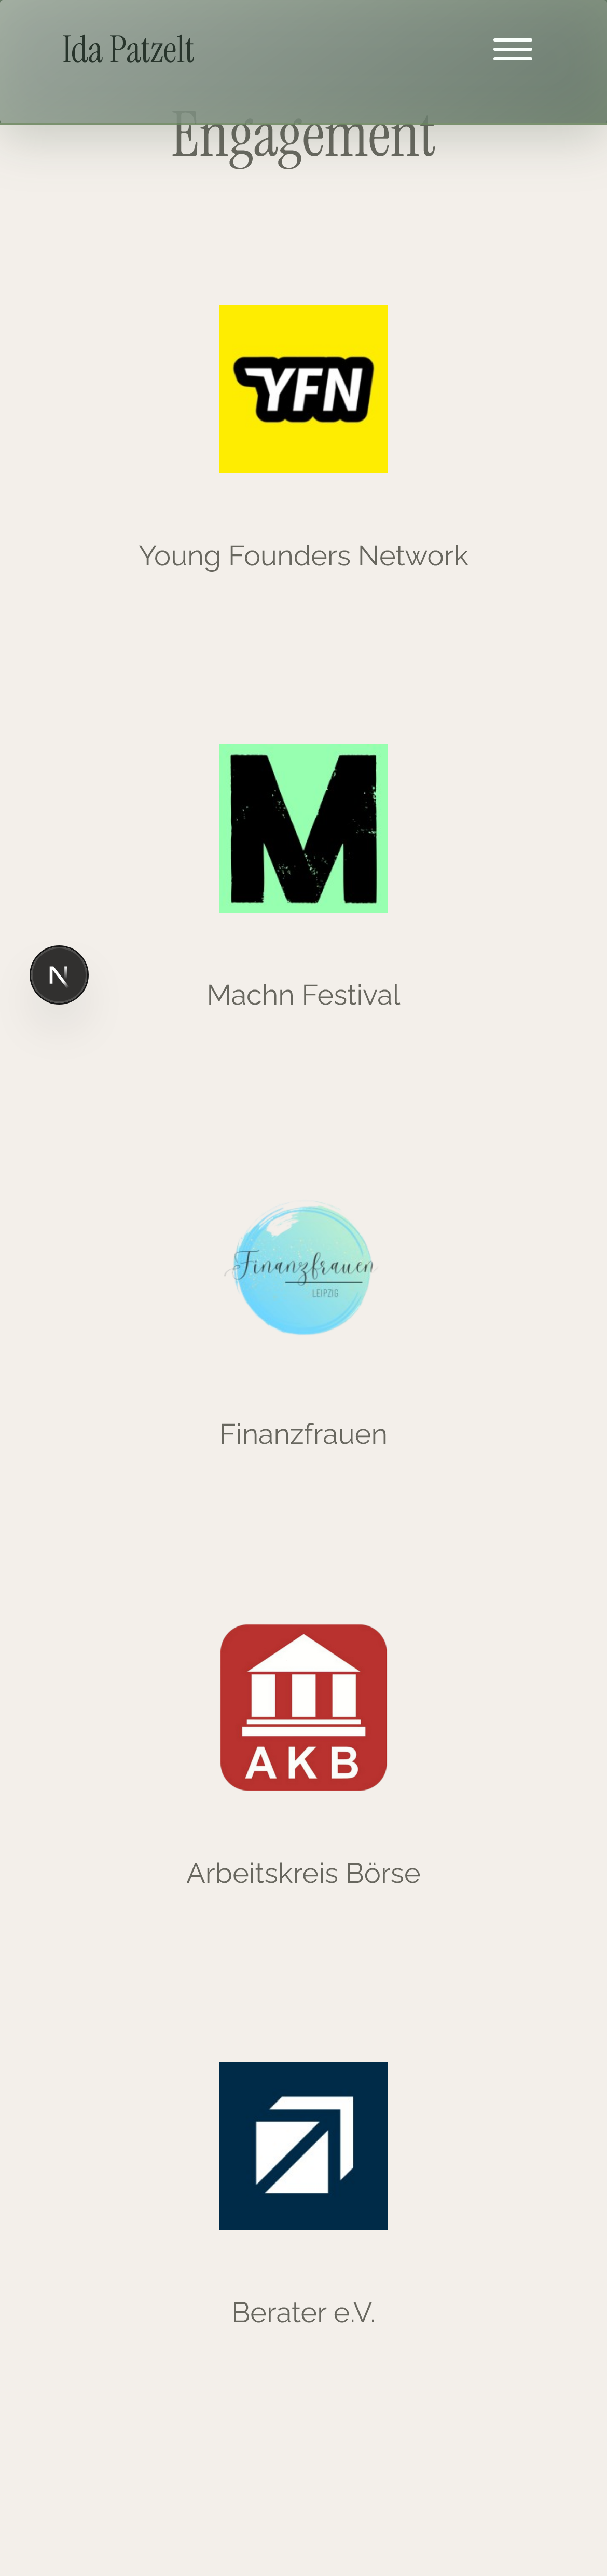 Ida Patzelt
Engagement
YFN
Young Founders Network
M
N
Machn Festival
Finanzfrauen
LEIPZIG
Finanzfrauen
AKB
Arbeitskreis Börse
Berater e.V.